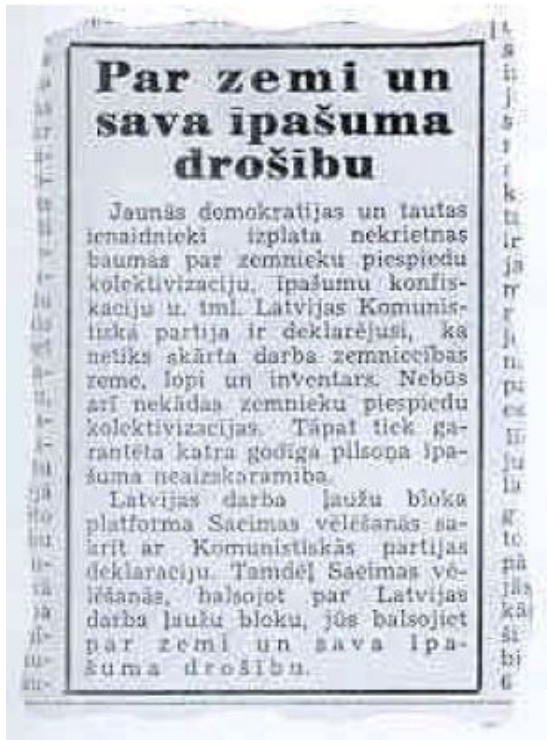 Par zemi un
sava īpašuma
drošību
Jaunās demokratijas un tautas
ienaidnieki izplata nekrietnas
baumas par zemnieku piespiedu
kolektivizaciju, īpašumu konfis-
kaciju u. tml. Latvijas Komunis-
tiskā partija ir deklarējusi, ka
netiks skārta darba zemniecības
zeme, lopi un inventars. Nebūs
arī nekādas zemnieku piespiedu
kolektivizacijas. Tāpat tiek ga-
rantēta katra godīga pilsoņa īpa-
šuma neaizskaramība.
Latvijas darba ļaužu bloka
platforma Saeimas vēlēšanās sa-
krīt ar Komunistiskās partijas
deklaraciju. Tamdēļ Saeimas vē-
lēšanās, balsojot par Latvijas
darba ļaužu bloku, jūs balsojiet
par zemi un sava īpa-
šuma drošību.